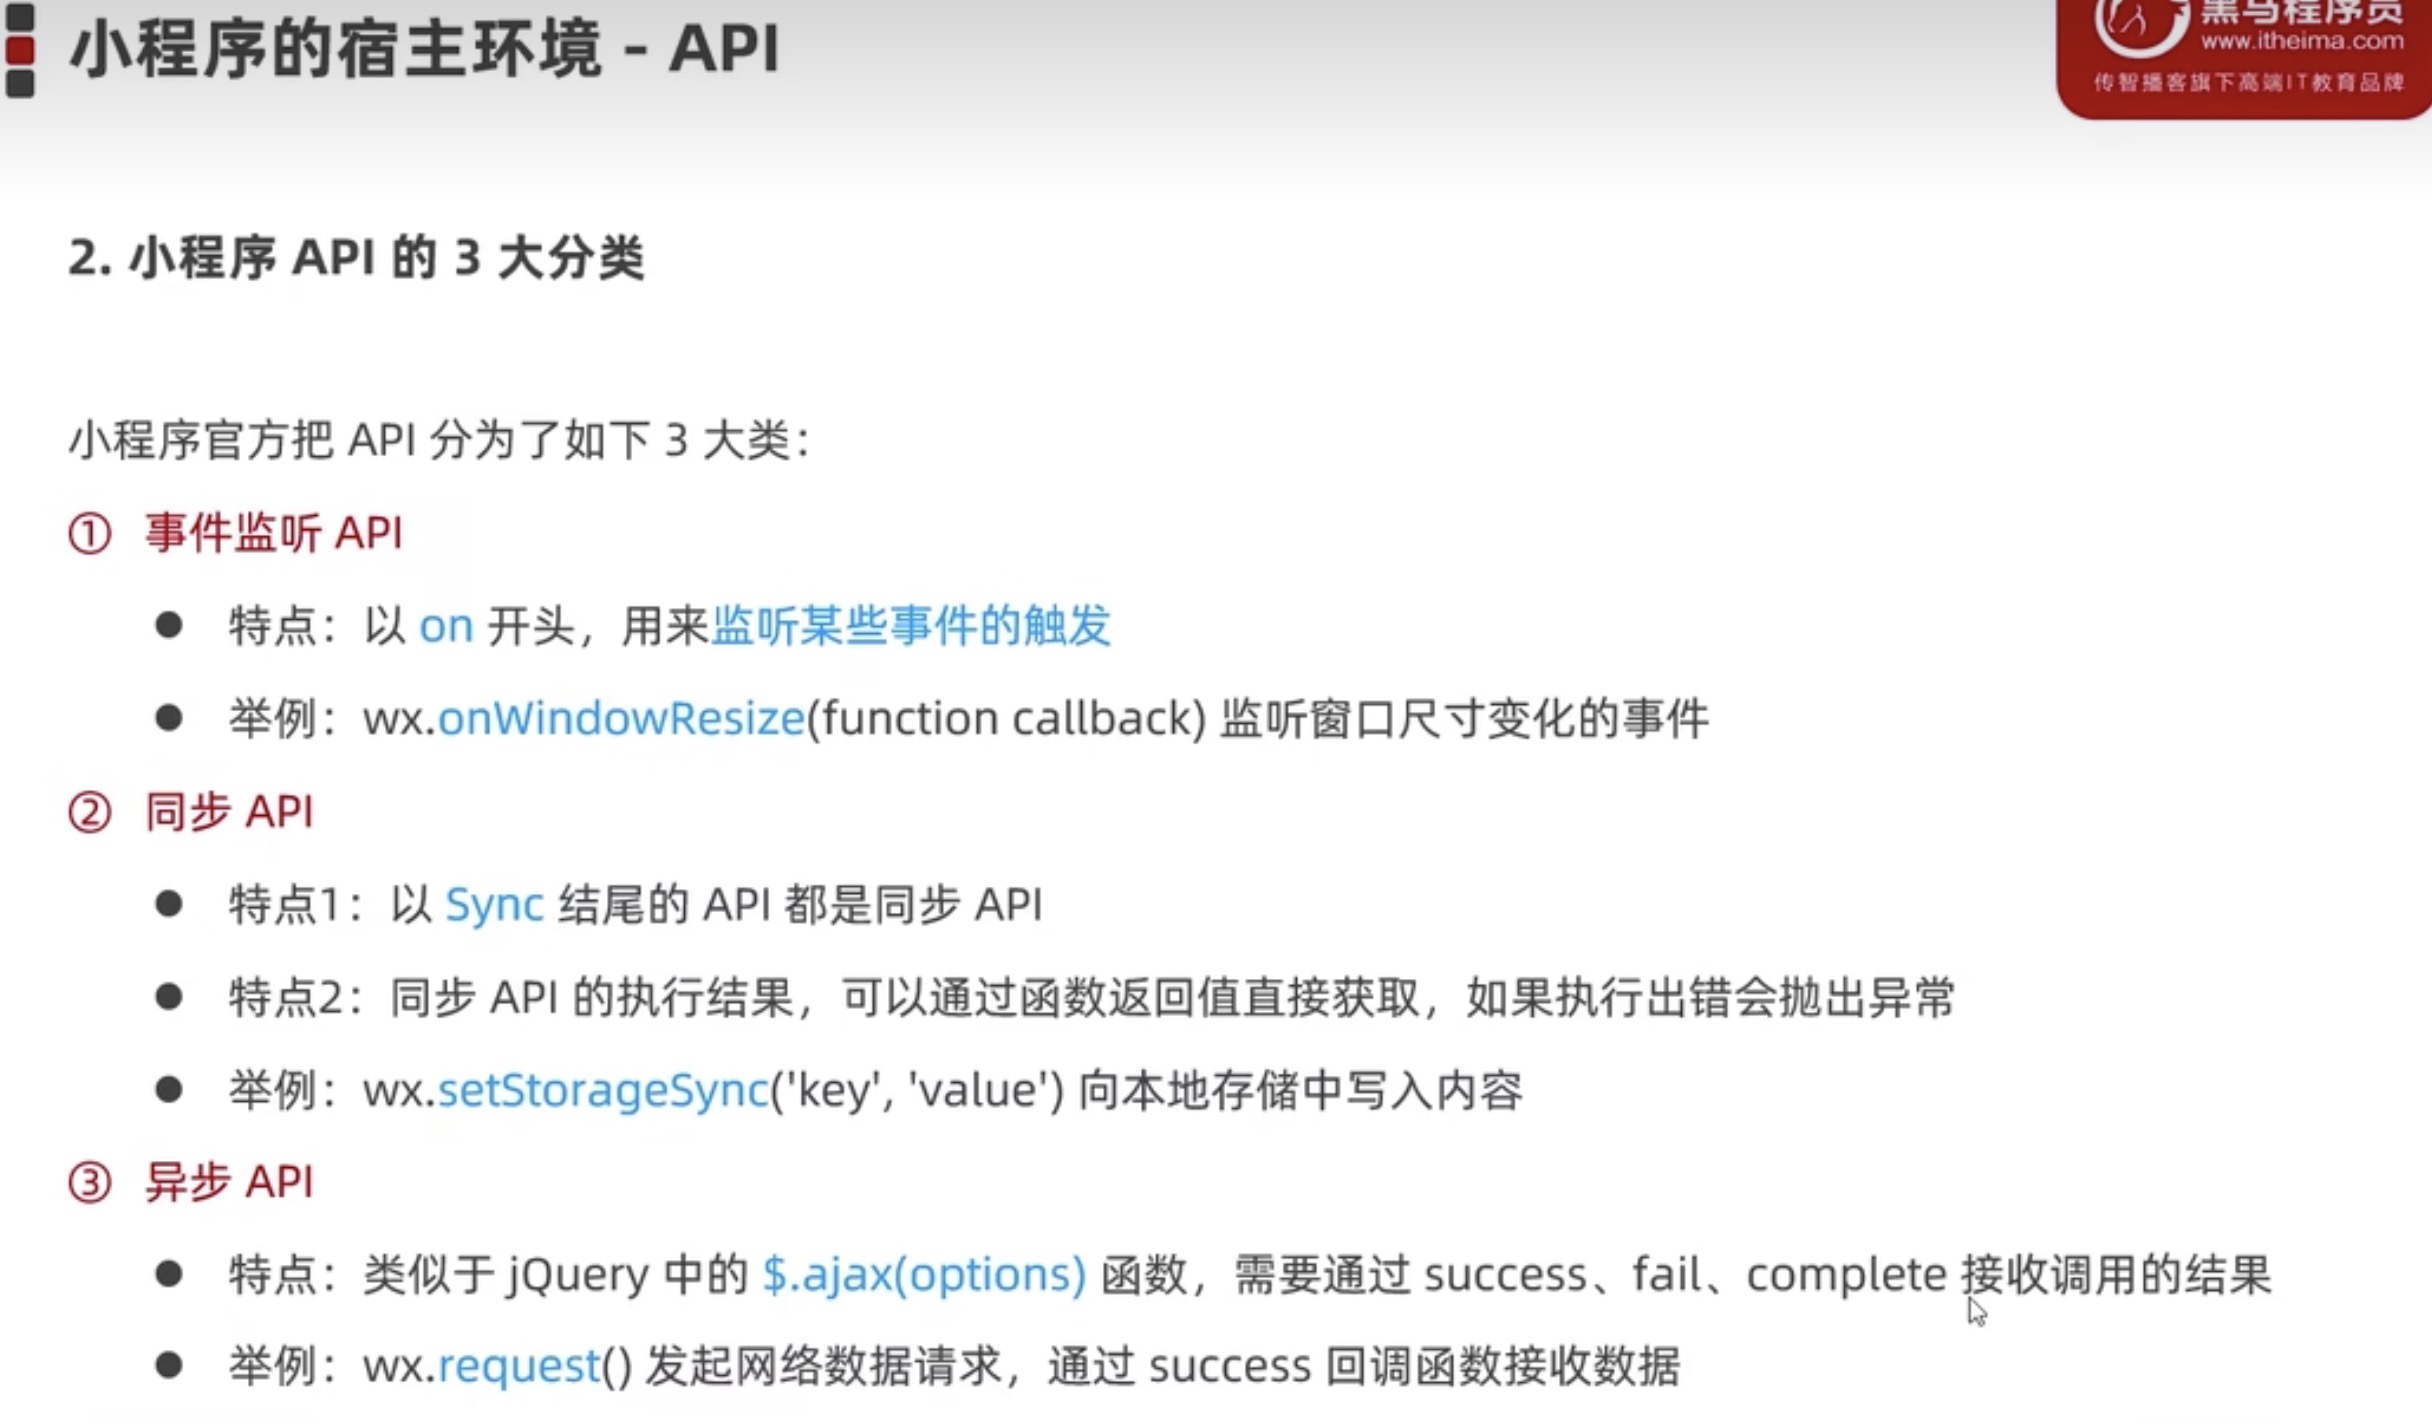 小程序的宿主环境 - API
黑马程序员
www.itheima.com
传智播客旗下高端IT教育品牌
2. 小程序 API 的 3 大分类
小程序官方把 API 分为了如下 3 大类：
① 事件监听 API
● 特点：以 on 开头，用来监听某些事件的触发
● 举例：wx.onWindowResize(function callback) 监听窗口尺寸变化的事件
② 同步 API
● 特点1：以 Sync 结尾的 API 都是同步 API
● 特点2：同步 API 的执行结果，可以通过函数返回值直接获取，如果执行出错会抛出异常
● 举例：wx.setStorageSync('key', 'value') 向本地存储中写入内容
③ 异步 API
● 特点：类似于 jQuery 中的 $.ajax(options) 函数，需要通过 success、fail、complete 接收调用的结果
● 举例：wx.request() 发起网络数据请求，通过 success 回调函数接收数据